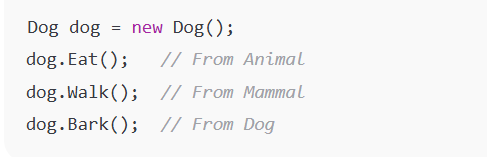 Dog dog = new Dog();
dog.Eat();   // From Animal
dog.Walk();  // From Mammal
dog.Bark();  // From Dog